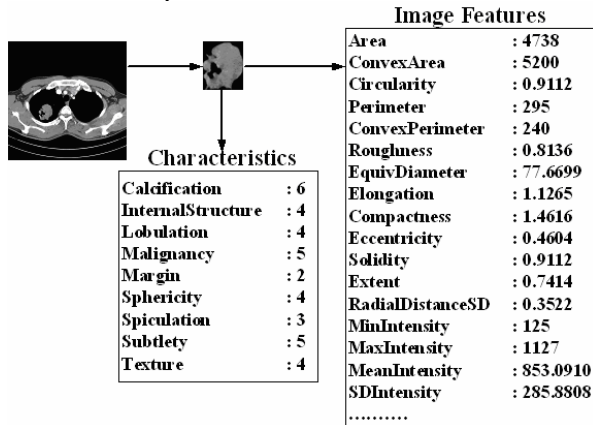 Image Features
Area : 4738
ConvexArea : 5200
Circularity : 0.9112
Perimeter : 295
ConvexPerimeter : 240
Roughness : 0.8136
EquivDiameter : 77.6699
Elongation : 1.1265
Compactness : 1.4616
Eccentricity : 0.4604
Solidity : 0.9112
Extent : 0.7414
RadialDistanceSD : 0.3522
MinIntensity : 125
MaxIntensity : 1127
MeanIntensity : 853.0910
SDIntensity : 285.8808
..........
Characteristics
Calcification : 6
InternalStructure : 4
Lobulation : 4
Malignancy : 5
Margin : 2
Sphericity : 4
Spiculation : 3
Subtlety : 5
Texture : 4